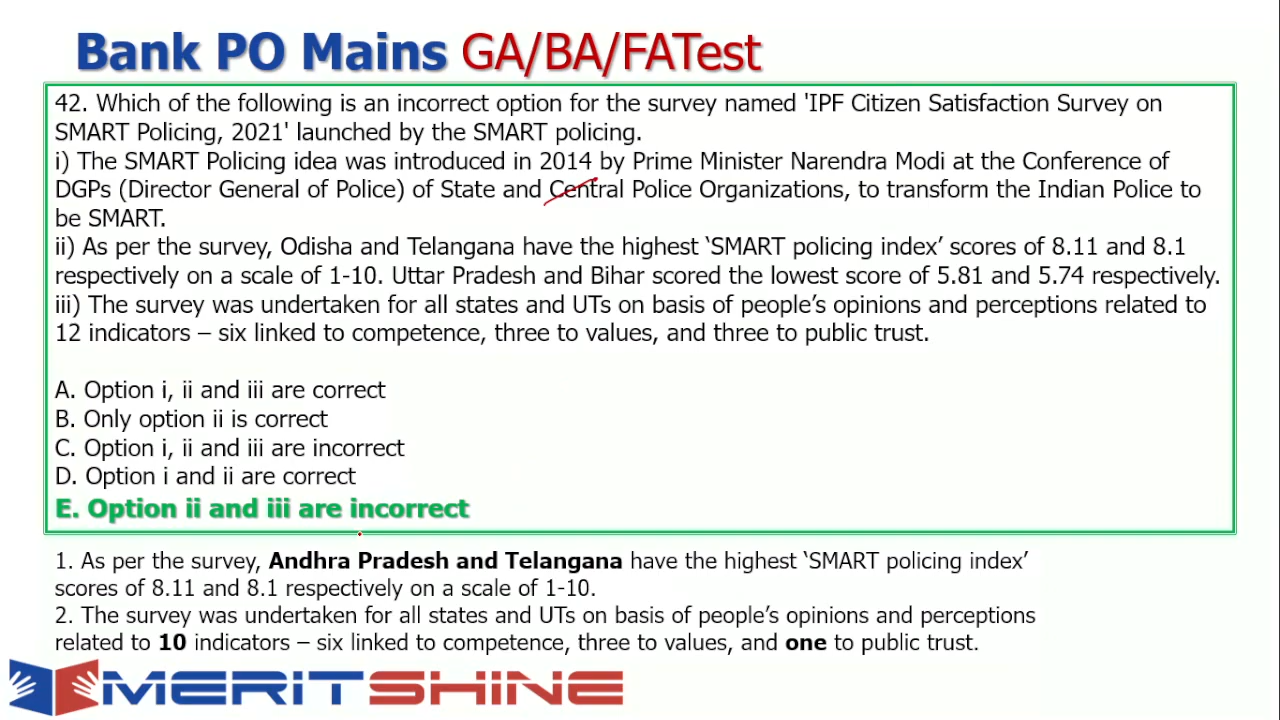 Bank PO Mains GA/BA/FATest
42. Which of the following is an incorrect option for the survey named 'IPF Citizen Satisfaction Survey on
SMART Policing, 2021' launched by the SMART policing.
i) The SMART Policing idea was introduced in 2014 by Prime Minister Narendra Modi at the Conference of
DGPs (Director General of Police) of State and Central Police Organizations, to transform the Indian Police to
be SMART.
ii) As per the survey, Odisha and Telangana have the highest ‘SMART policing index’ scores of 8.11 and 8.1
respectively on a scale of 1-10. Uttar Pradesh and Bihar scored the lowest score of 5.81 and 5.74 respectively.
iii) The survey was undertaken for all states and UTs on basis of people’s opinions and perceptions related to
12 indicators – six linked to competence, three to values, and three to public trust.
A. Option i, ii and iii are correct
B. Only option ii is correct
C. Option i, ii and iii are incorrect
D. Option i and ii are correct
E. Option ii and iii are incorrect
1. As per the survey, Andhra Pradesh and Telangana have the highest ‘SMART policing index’
scores of 8.11 and 8.1 respectively on a scale of 1-10.
2. The survey was undertaken for all states and UTs on basis of people’s opinions and perceptions
related to 10 indicators – six linked to competence, three to values, and one to public trust.
MERITSHINE